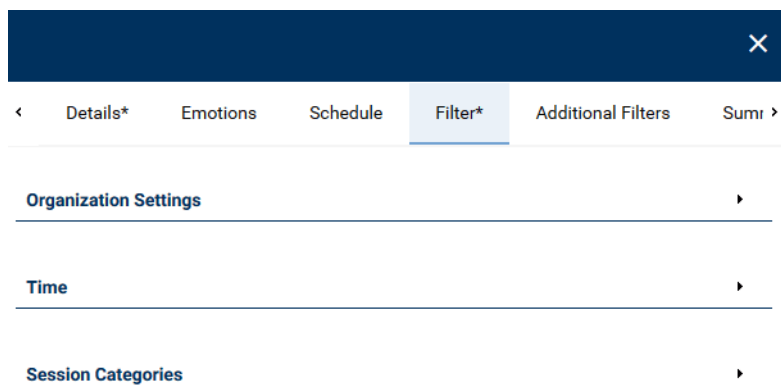 Details* Emotions Schedule Filter* Additional Filters
Organization Settings
Time
Session Categories